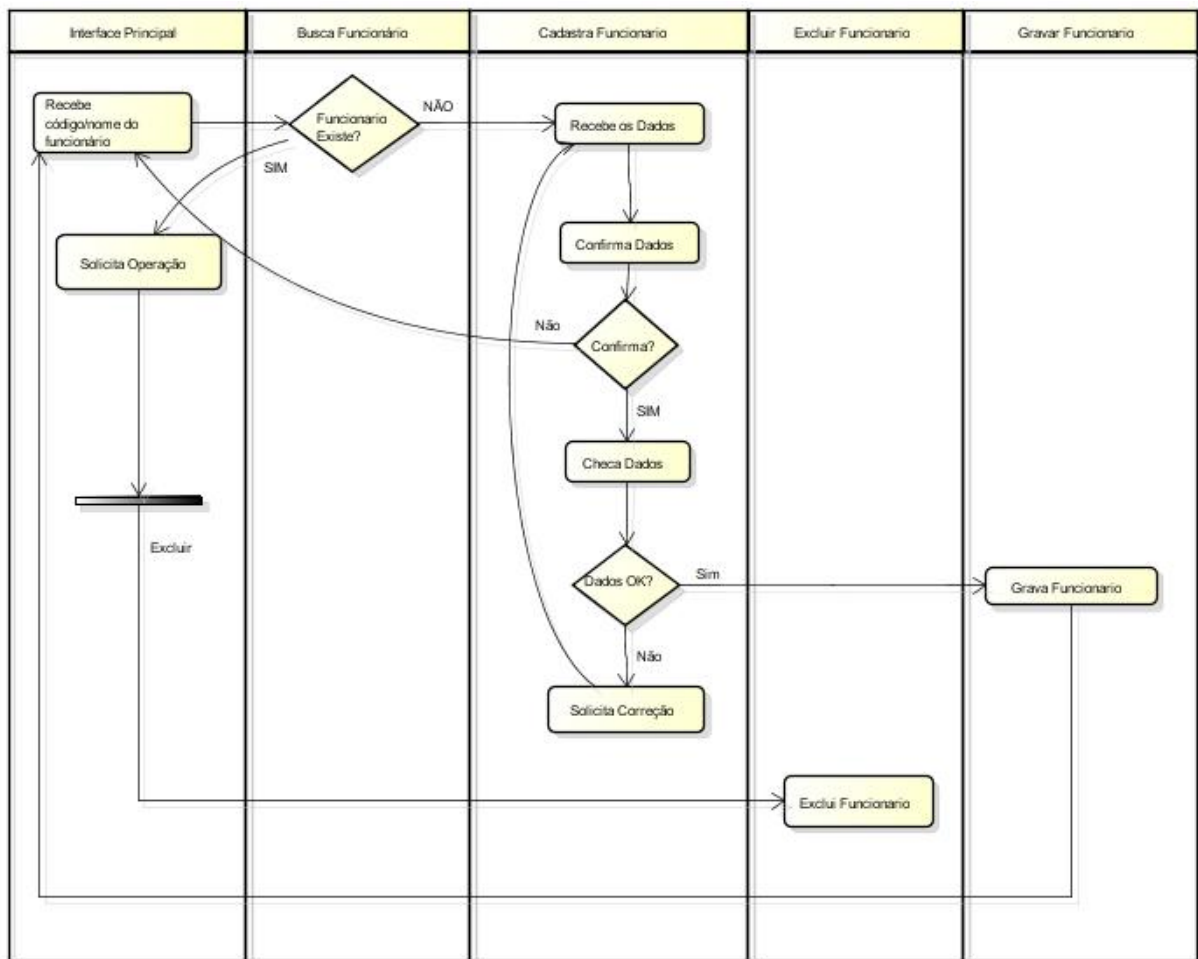 Interface Principal
Busca Funcionário
Cadastra Funcionario
Excluir Funcionario
Gravar Funcionario
Recebe
código/nome do
funcionário
Funcionario
Existe?
NÃO
Recebe os Dados
SIM
Solicita Operação
Confirma Dados
Não
Confirma?
SIM
Checa Dados
Excluir
Dados OK?
Sim
Grava Funcionario
Não
Solicita Correção
Exclui Funcionario